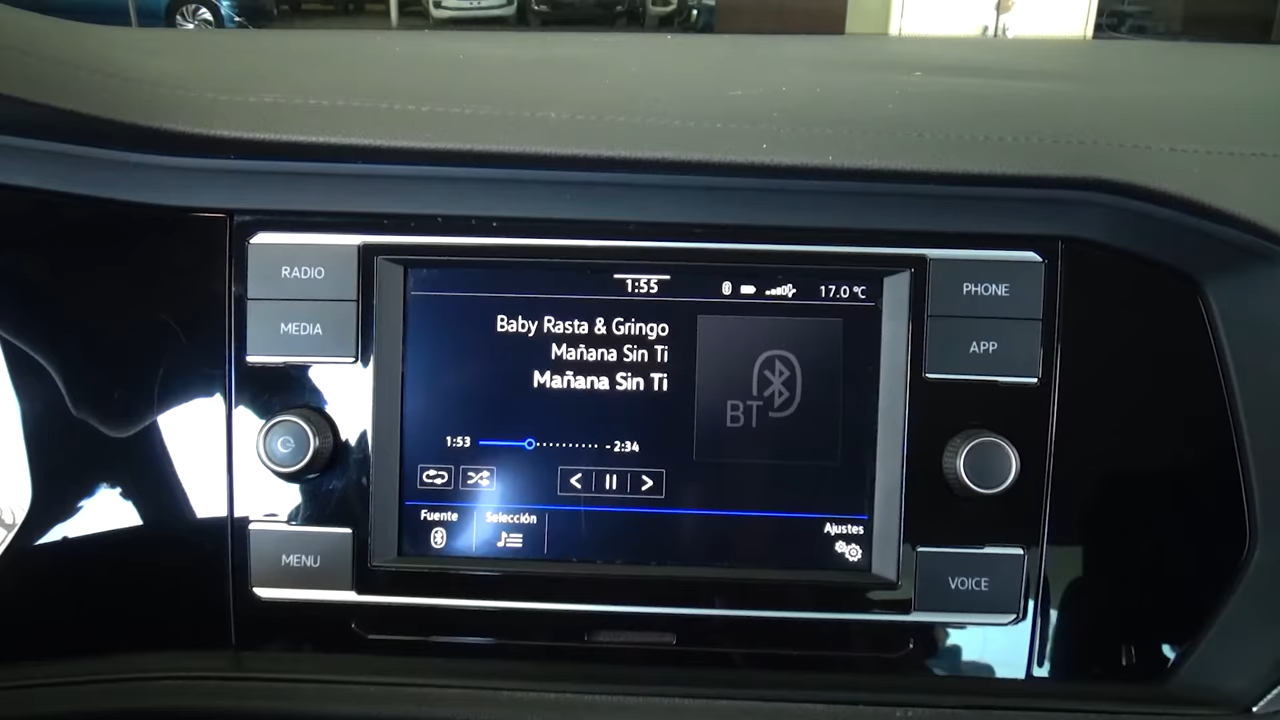 RADIO
MEDIA
MENU
1:55
17.0 °C
Baby Rasta & Gringo
Mañana Sin Ti
Mañana Sin Ti
BT
1:53
- 2:34
Fuente
Selección
Ajustes
PHONE
APP
VOICE